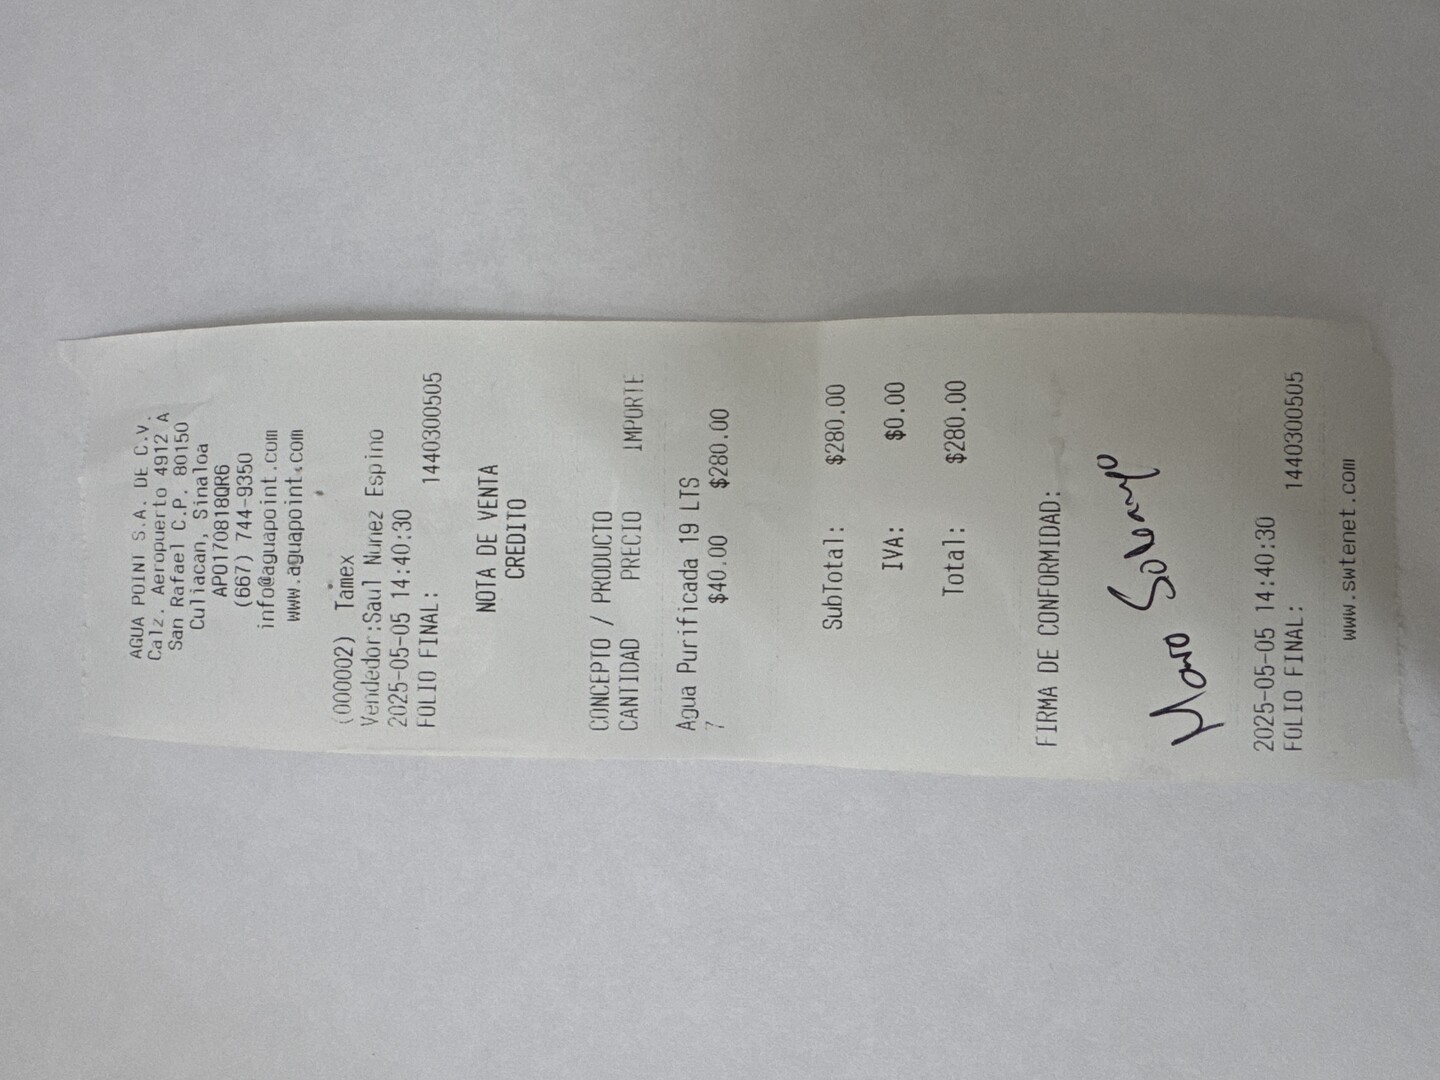 AGUA POINT S.A. DE C.V.
Calz. Aeropuerto 4912 A
San Rafael C.P. 80150
Culiacan, Sinaloa
APO170818QR6
(667) 744-9350
info@aguapoint.com
www.aguapoint.com
(000002) Tamex
Vendedor:Saul Nunez Espino
2025-05-05 14:40:30
FOLIO FINAL: 1440300505
NOTA DE VENTA
CREDITO
CONCEPTO / PRODUCTO
CANTIDAD PRECIO IMPORTE
Agua Purificada 19 LTS
7 $40.00 $280.00
SubTotal: $280.00
IVA: $0.00
Total: $280.00
FIRMA DE CONFORMIDAD:
2025-05-05 14:40:30
FOLIO FINAL: 1440300505
www.swtenet.com